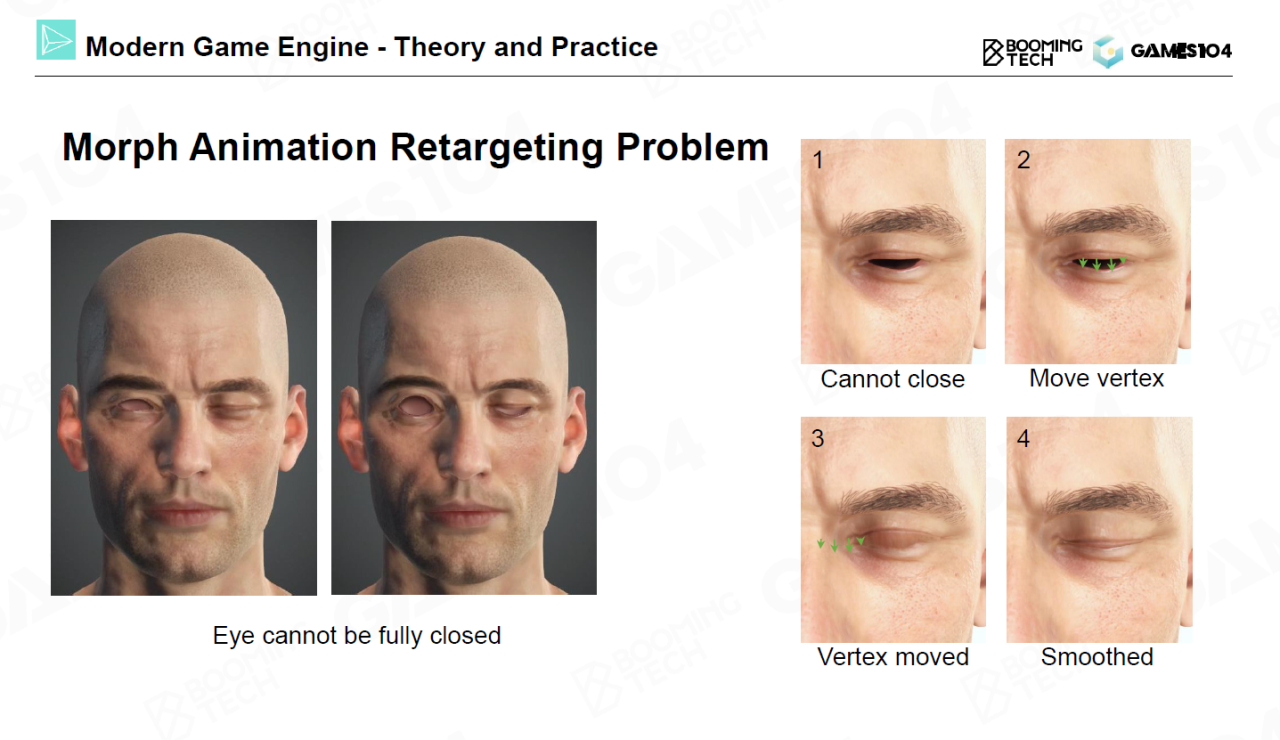 Modern Game Engine - Theory and Practice
BOOMING
TECH
GAMES104
Morph Animation Retargeting Problem
1
2
Cannot close
Move vertex
3
4
Vertex moved
Smoothed
Eye cannot be fully closed